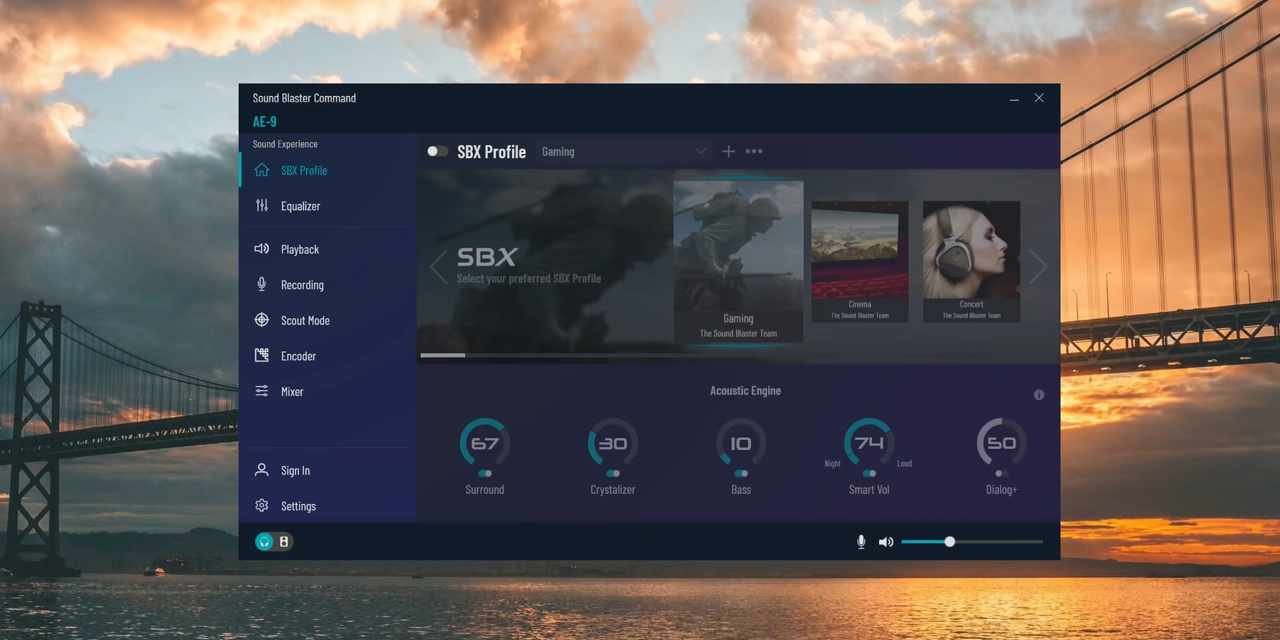 Sound Blaster Command
AE-9
Sound Experience
SBX Profile
Equalizer
Playback
Recording
Scout Mode
Encoder
Mixer
Sign In
Settings
SBX Profile
Gaming
SBX
Select your preferred SBX Profile
Gaming
The Sound Blaster Team
Cinema
The Sound Blaster Team
Concert
The Sound Blaster Team
Acoustic Engine
67
Surround
30
Crystalizer
10
Bass
74
Night
Loud
Smart Vol
50
Dialog+